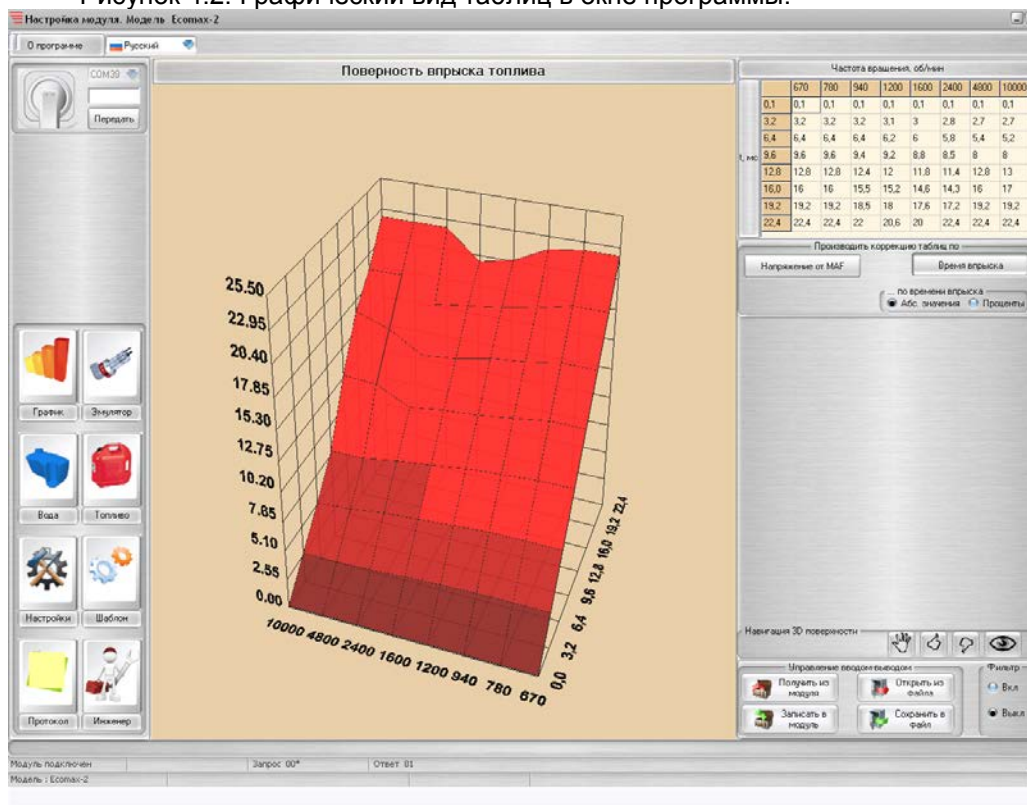 Рисунок 4.2. Графический вид таблиц в окне программы.
Настройка модуля. Модель Ecomax-2
О программе Русский
COM39
Передать
Поверность впрыска топлива
Частота вращения, об/мин
670 780 940 1200 1600 2400 4800 10000
0,1 0,1 0,1 0,1 0,1 0,1 0,1 0,1 0,1
3,2 3,2 3,2 3,2 3,1 3 2,8 2,7 2,7
6,4 6,4 6,4 6,4 6,2 6 5,8 5,4 5,2
t, мс 9,6 9,6 9,6 9,4 9,2 8,8 8,5 8 8
12,8 12,8 12,8 12,4 12 11,8 11,4 12,8 13
16,0 16 16 15,5 15,2 14,6 14,3 16 17
19,2 19,2 19,2 18,5 18 17,6 17,2 19,2 19,2
22,4 22,4 22,4 22 20,6 20 22,4 22,4 22,4
Производить коррекцию таблиц по
Напряжение от MAF Время впрыска
... по времени впрыска
Абс. значения Проценты
25.50
22.95
20.40
17.85
15.30
12.75
10.20
7.65
5.10
2.55
0.00
10000 4800 2400 1600 1200 940 780 670
0,0 3,2 6,4 9,6 12,8 16,0 19,2 22,4
График Эмулятор
Вода Топливо
Настройки Шаблон
Протокол Инженер
Навигация 3D поверхности
Управление вводом выводом
Получить из модуля
Открыть из файла
Записать в модуль
Сохранить в файл
Фильтр
Вкл
Выкл
Модуль подключен Запрос 00* Ответ 01
Модель : Ecomax-2